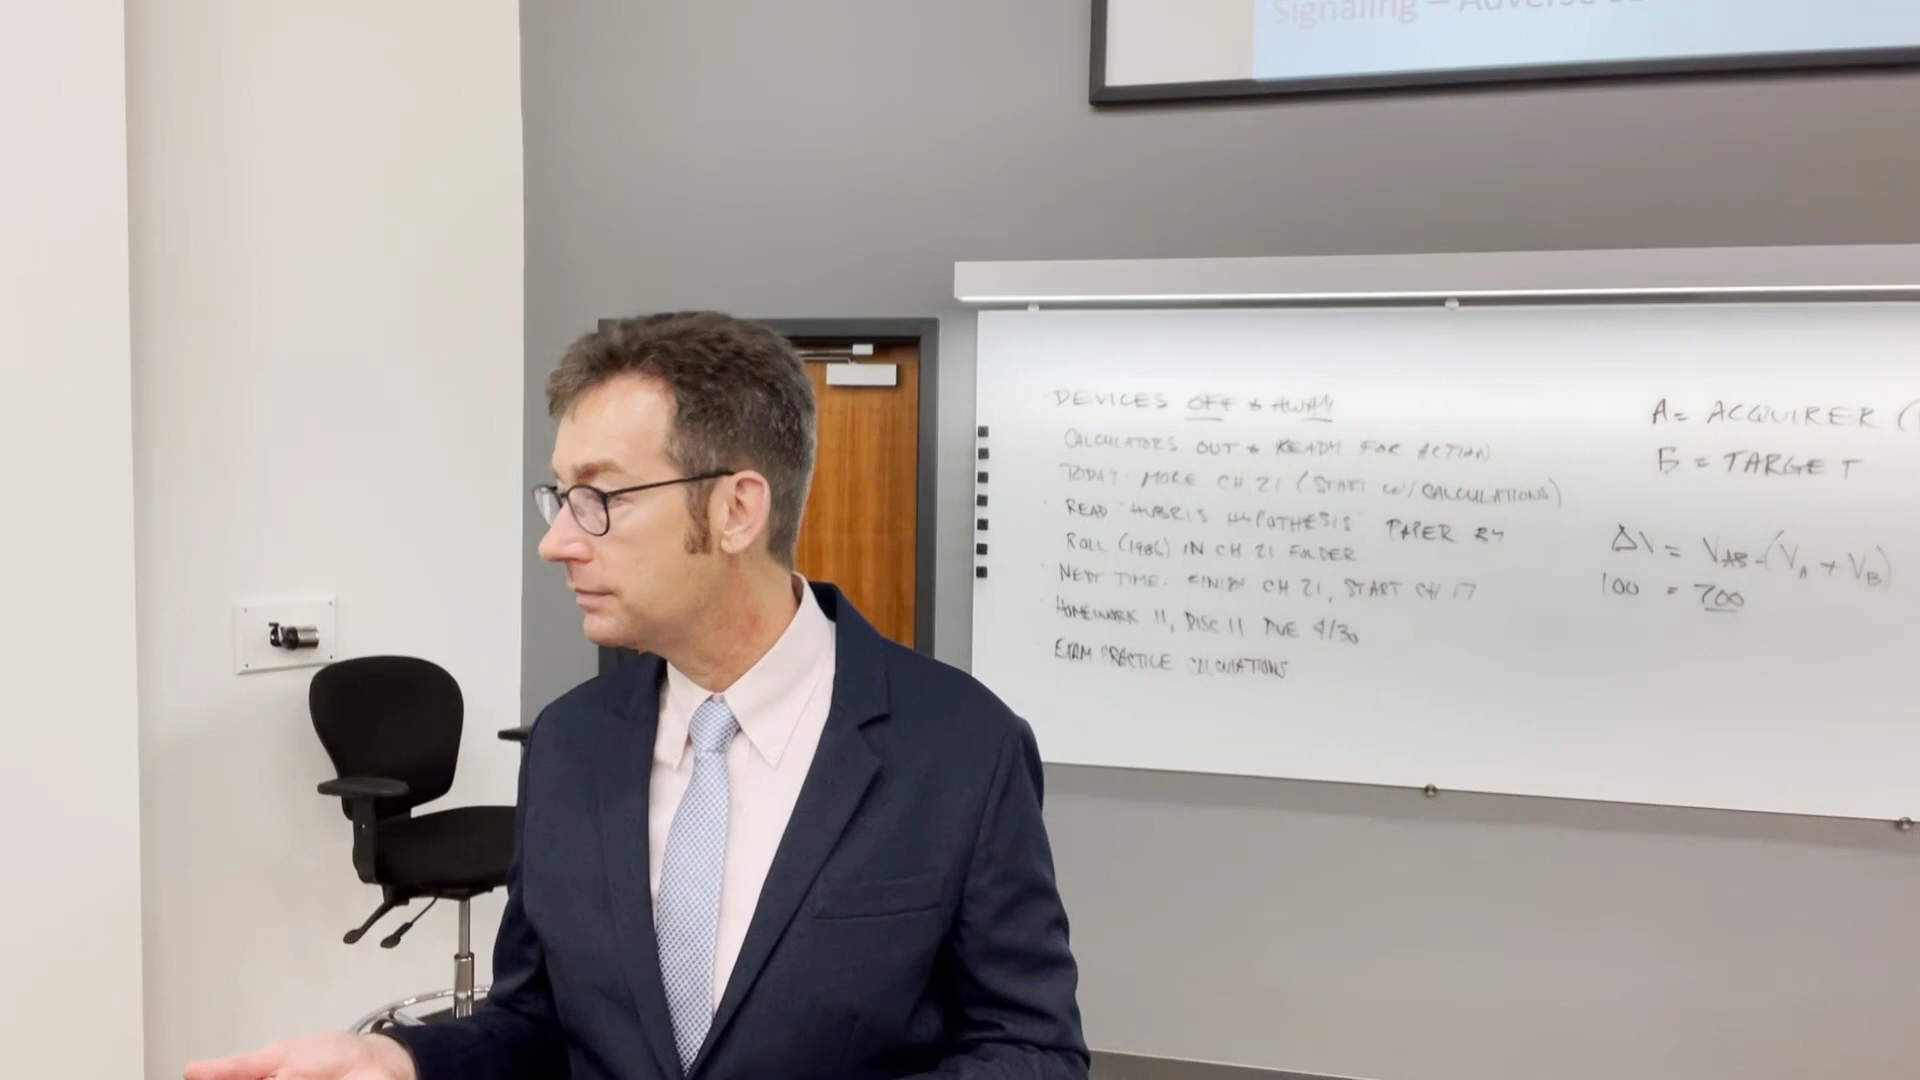 Signaling – Adverse
DEVICES OFF & AWAY
CALCULATORS OUT & READY FOR ACTION
TODAY: MORE CH 21 (START W/ CALCULATIONS)
READ "HUBRIS HYPOTHESIS" PAPER BY
ROLL (1986) IN CH 21 FOLDER
NEXT TIME: FINISH CH 21, START CH 17
HOMEWORK 11, DISC 11 DUE 4/30
EXAM PRACTICE CALCULATIONS
A = ACQUIRER (
B = TARGET
ΔV = VAB - (VA + VB)
100 = 700